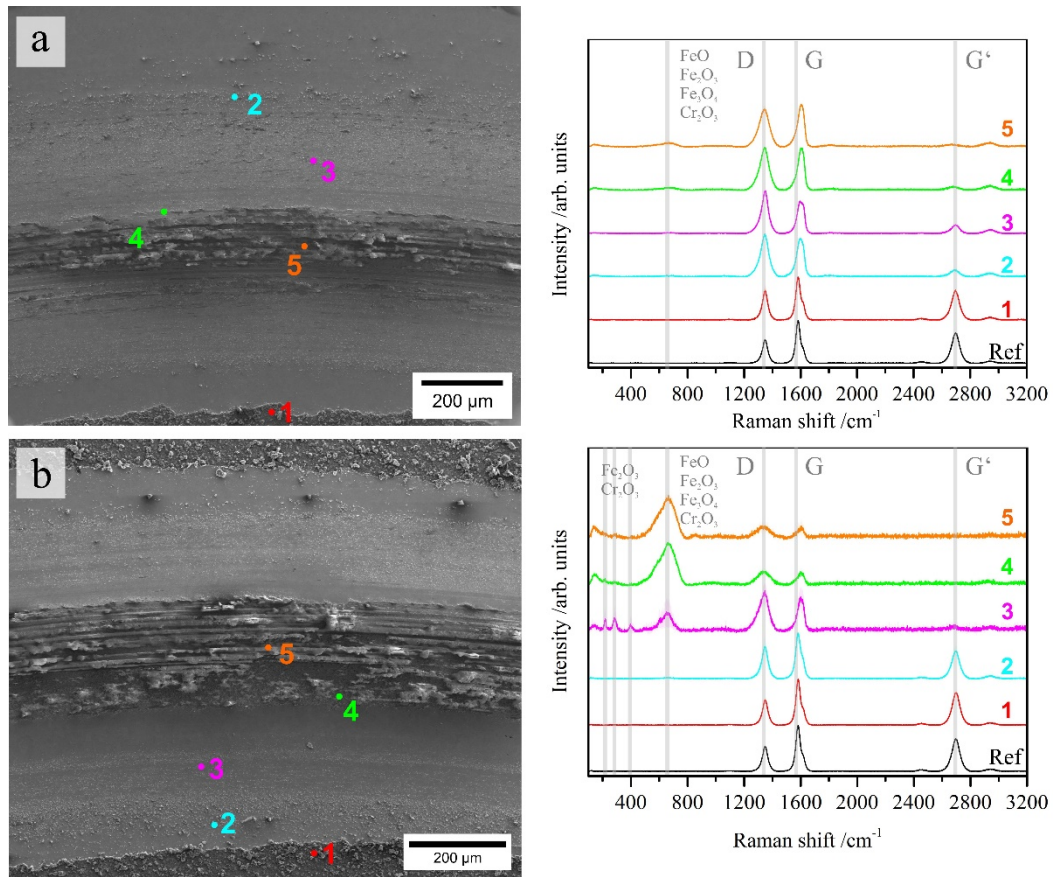 a
2
3
4
5
1
200 µm
FeO
Fe₂O₃
Fe₃O₄
Cr₂O₃
D
G
G‘
5
4
3
2
1
Ref
Intensity /arb. units
400 800 1200 1600 2000 2400 2800 3200
Raman shift /cm⁻¹
b
5
4
3
2
1
200 µm
Fe₂O₃
Cr₂O₃
FeO
Fe₂O₃
Fe₃O₄
Cr₂O₃
D
G
G‘
5
4
3
2
1
Ref
Intensity /arb. units
400 800 1200 1600 2000 2400 2800 3200
Raman shift /cm⁻¹